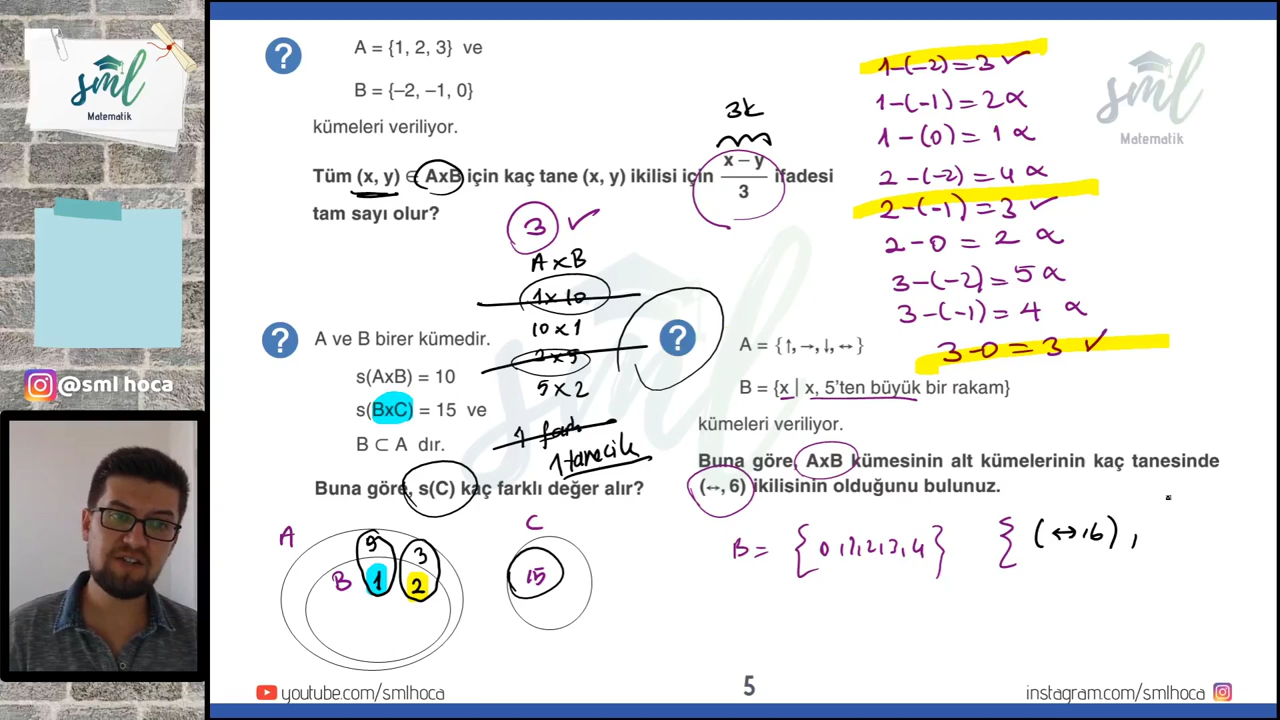 sml
Matematik
@sml hoca
?
A = {1, 2, 3} ve
B = {–2, –1, 0}
kümeleri veriliyor.
Tüm (x, y) ∈ AxB için kaç tane (x, y) ikilisi için x – y / 3 ifadesi
3k
tam sayı olur?
3 ✓
1-(-2)=3 ✓
1-(-1)=2α
1-(0)=1 α
2-(-2)=4 α
2-(-1)=3 ✓
2-0 = 2 α
3-(-2)=5α
3-(-1)=4 α
3-0=3 ✓
sml
Matematik
?
A ve B birer kümedir.
s(AxB) = 10
s(BxC) = 15 ve
B ⊂ A dır.
Buna göre, s(C) kaç farklı değer alır?
AxB
1x10
10x1
2x5
5x2
1 tanecik
A
B
1
3
2
C
15
?
A = {↑,→,↓,↔}
B = {x | x, 5'ten büyük bir rakam}
kümeleri veriliyor.
Buna göre, AxB kümesinin alt kümelerinin kaç tanesinde
(↔, 6) ikilisinin olduğunu bulunuz.
B = {0,1,2,3,4}
{ (↔,6) ,
youtube.com/smlhoca
5
instagram.com/smlhoca